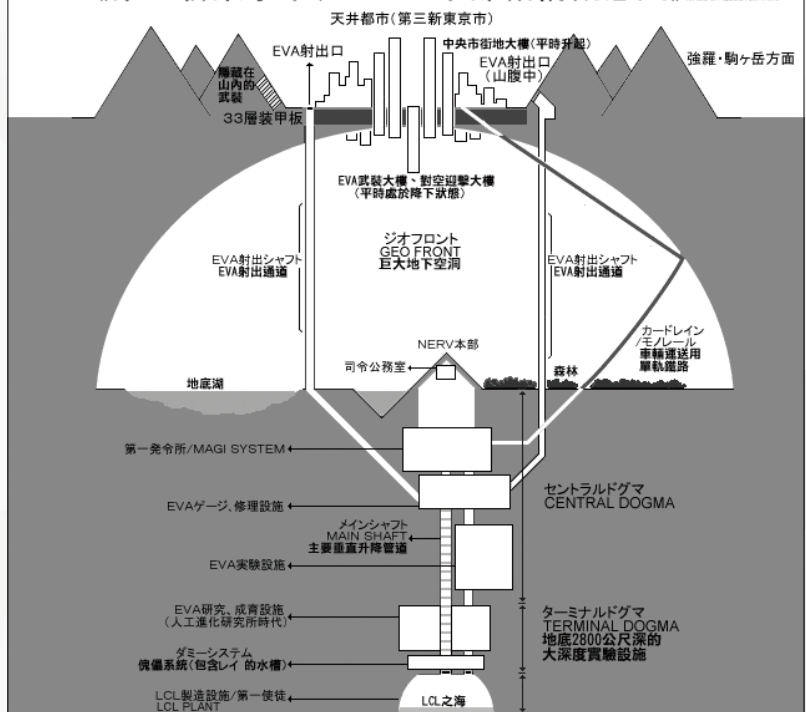 天井都市(第三新東京市)
EVA射出口
中央市街地大樓(平時升起)
EVA射出口
(山腹中)
強羅・駒ヶ岳方面
隱藏在
山內的
武裝
33層装甲板
EVA武裝大樓、對空迎擊大樓
(平時處於降下狀態)
ジオフロント
GEO FRONT
巨大地下空洞
EVA射出シャフト
EVA射出通道
EVA射出シャフト
EVA射出通道
カードレイン
/モノレール
車輛運送用
單軌鐵路
NERV本部
司令公務室
森林
地底湖
第一発令所/MAGI SYSTEM
セントラルドグマ
CENTRAL DOGMA
EVAゲージ、修理設施
メインシャフト
MAIN SHAFT
主要垂直升降管道
EVA実験設施
EVA研究、成育設施
(人工進化研究所時代)
ターミナルドグマ
TERMINAL DOGMA
地底2800公尺深的
大深度實驗設施
ダミーシステム
傀儡系統(包含レイ的水槽)
LCL製造設施/第一使徒
LCL PLANT
LCL之海